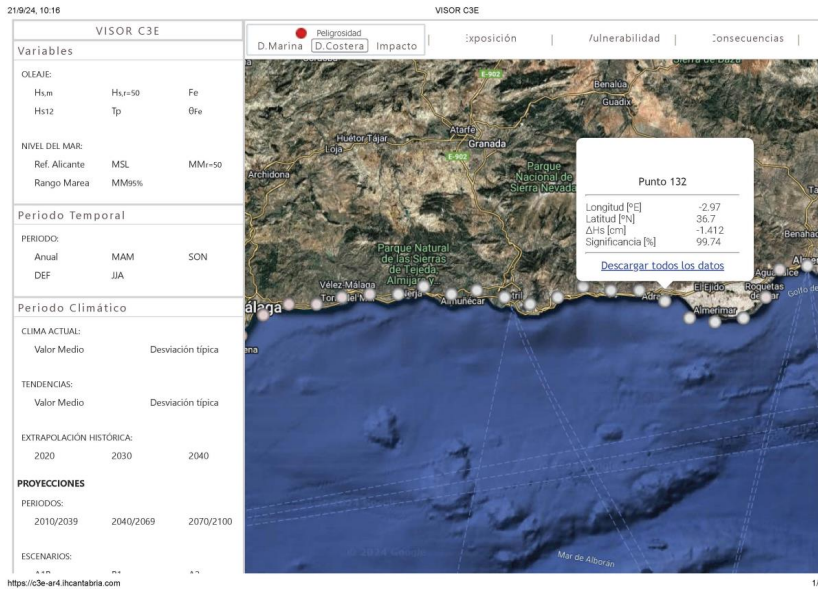 21/9/24, 10:16
VISOR C3E
VISOR C3E
Variables
OLEAJE:
Hs,m Hs,r=50 Fe
Hs12 Tp θFe
NIVEL DEL MAR:
Ref. Alicante MSL MMr=50
Rango Marea MM95%
Periodo Temporal
PERIODO:
Anual MAM SON
DEF JJA
Periodo Climático
CLIMA ACTUAL:
Valor Medio Desviación típica
TENDENCIAS:
Valor Medio Desviación típica
EXTRAPOLACIÓN HISTÓRICA:
2020 2030 2040
PROYECCIONES
PERIODOS:
2010/2039 2040/2069 2070/2100
ESCENARIOS:
Peligrosidad
D.Marina D.Costera Impacto
Exposición
Vulnerabilidad
Consecuencias
E-902
Benalúa
Guadix
Huétor Tájar
Loja
Atarfe
Granada
E-902
Archidona
Parque
Nacional de
Sierra Nevada
Parque Natural
de las Sierras
de Tejeda,
Almijara y...
Vélez-Málaga
Almuñécar
Adra
El Ejido
Roquetas
de
Almerimar
Golfo de
Punto 132
Longitud [ºE] -2.97
Latitud [ºN] 36.7
ΔHs [cm] -1.412
Significancia [%] 99.74
Descargar todos los datos
© 2024 Google
Mar de Alborán
https://c3e-ar4.ihcantabria.com
1/